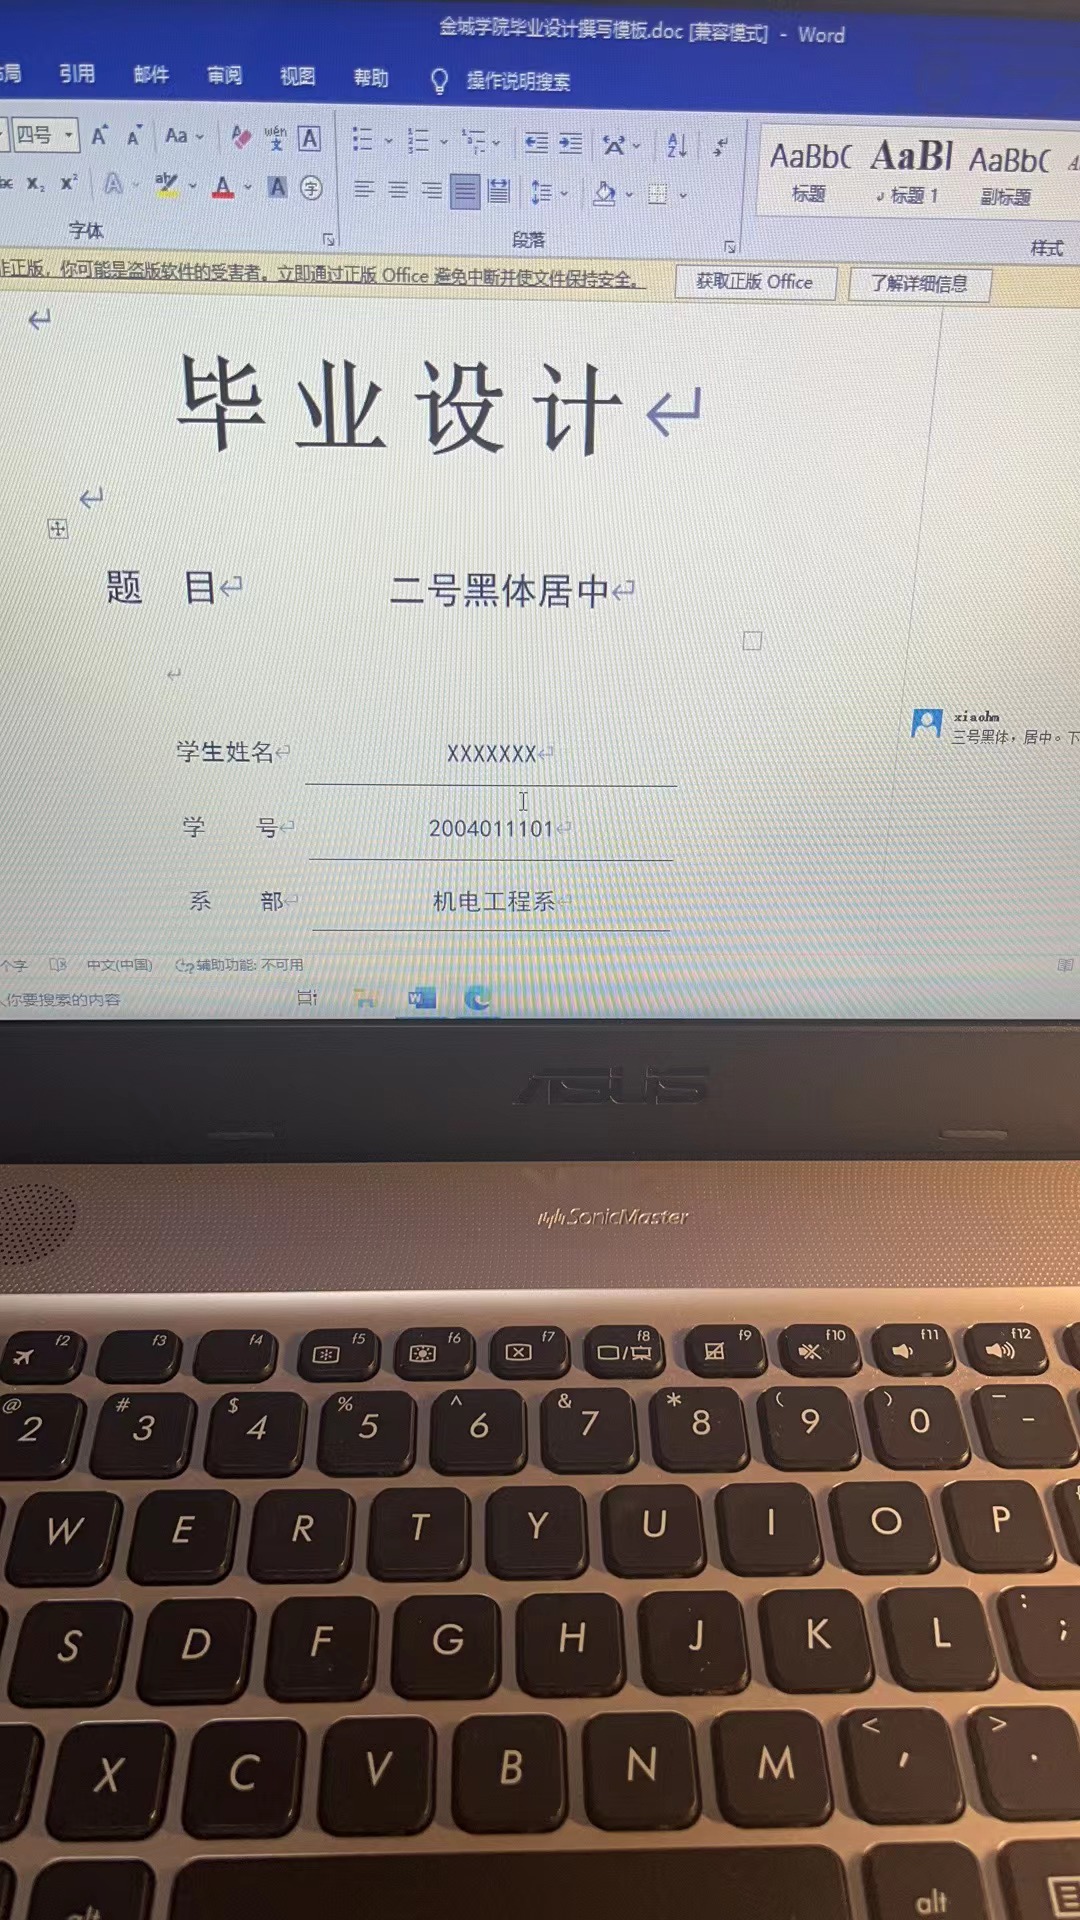 金城学院毕业设计撰写模板.doc [兼容模式] - Word
引用 邮件 审阅 视图 帮助 操作说明搜索
四号 Aa wén 文 A AaBbC AaBl AaBbC
标题 标题 1 副标题
字体 段落 样式
非正版，你可能是盗版软件的受害者。立即通过正版 Office 避免中断并使文件保持安全。 获取正版 Office 了解详细信息
毕业设计
题 目 二号黑体居中
xiaohm
三号黑体，居中。下
学生姓名 XXXXXXX
学 号 2004011101
系 部 机电工程系
个字 中文(中国) 辅助功能: 不可用
你要搜索的内容
ASUS
SonicMaster
f2 f3 f4 f5 f6 f7 f8 f9 f10 f11 f12
@ # $ % ^ & * ( ) _
2 3 4 5 6 7 8 9 0 -
W E R T Y U I O P
S D F G H J K L : ;
X C V B N M < , > .
alt alt